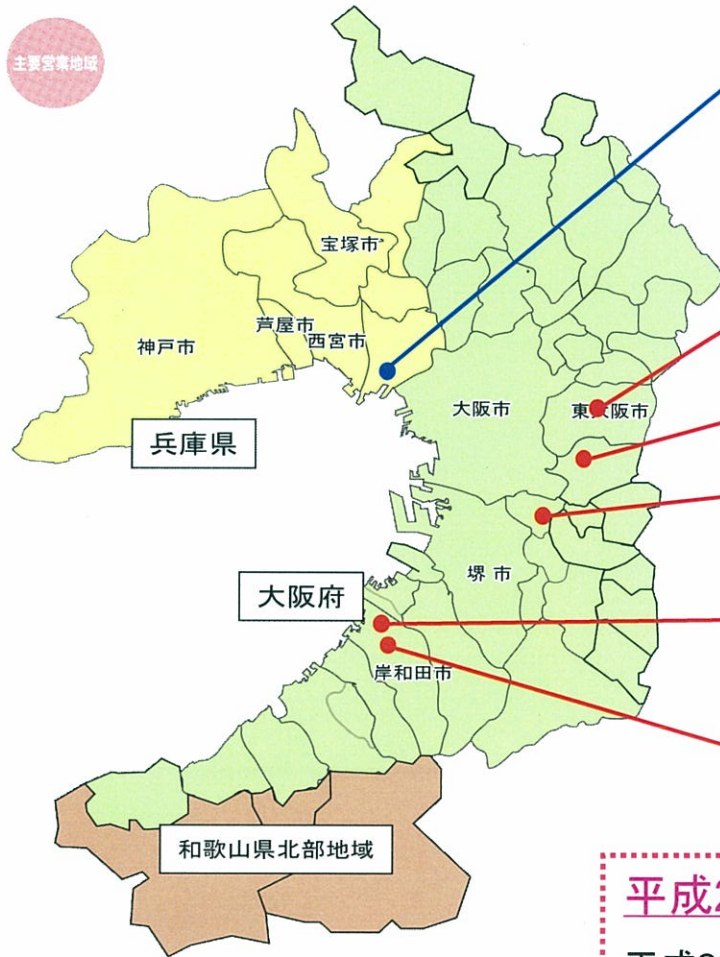 主要営業地域
宝塚市
芦屋市
西宮市
神戸市
大阪市
東大阪市
兵庫県
堺市
大阪府
岸和田市
和歌山県北部地域
平成2